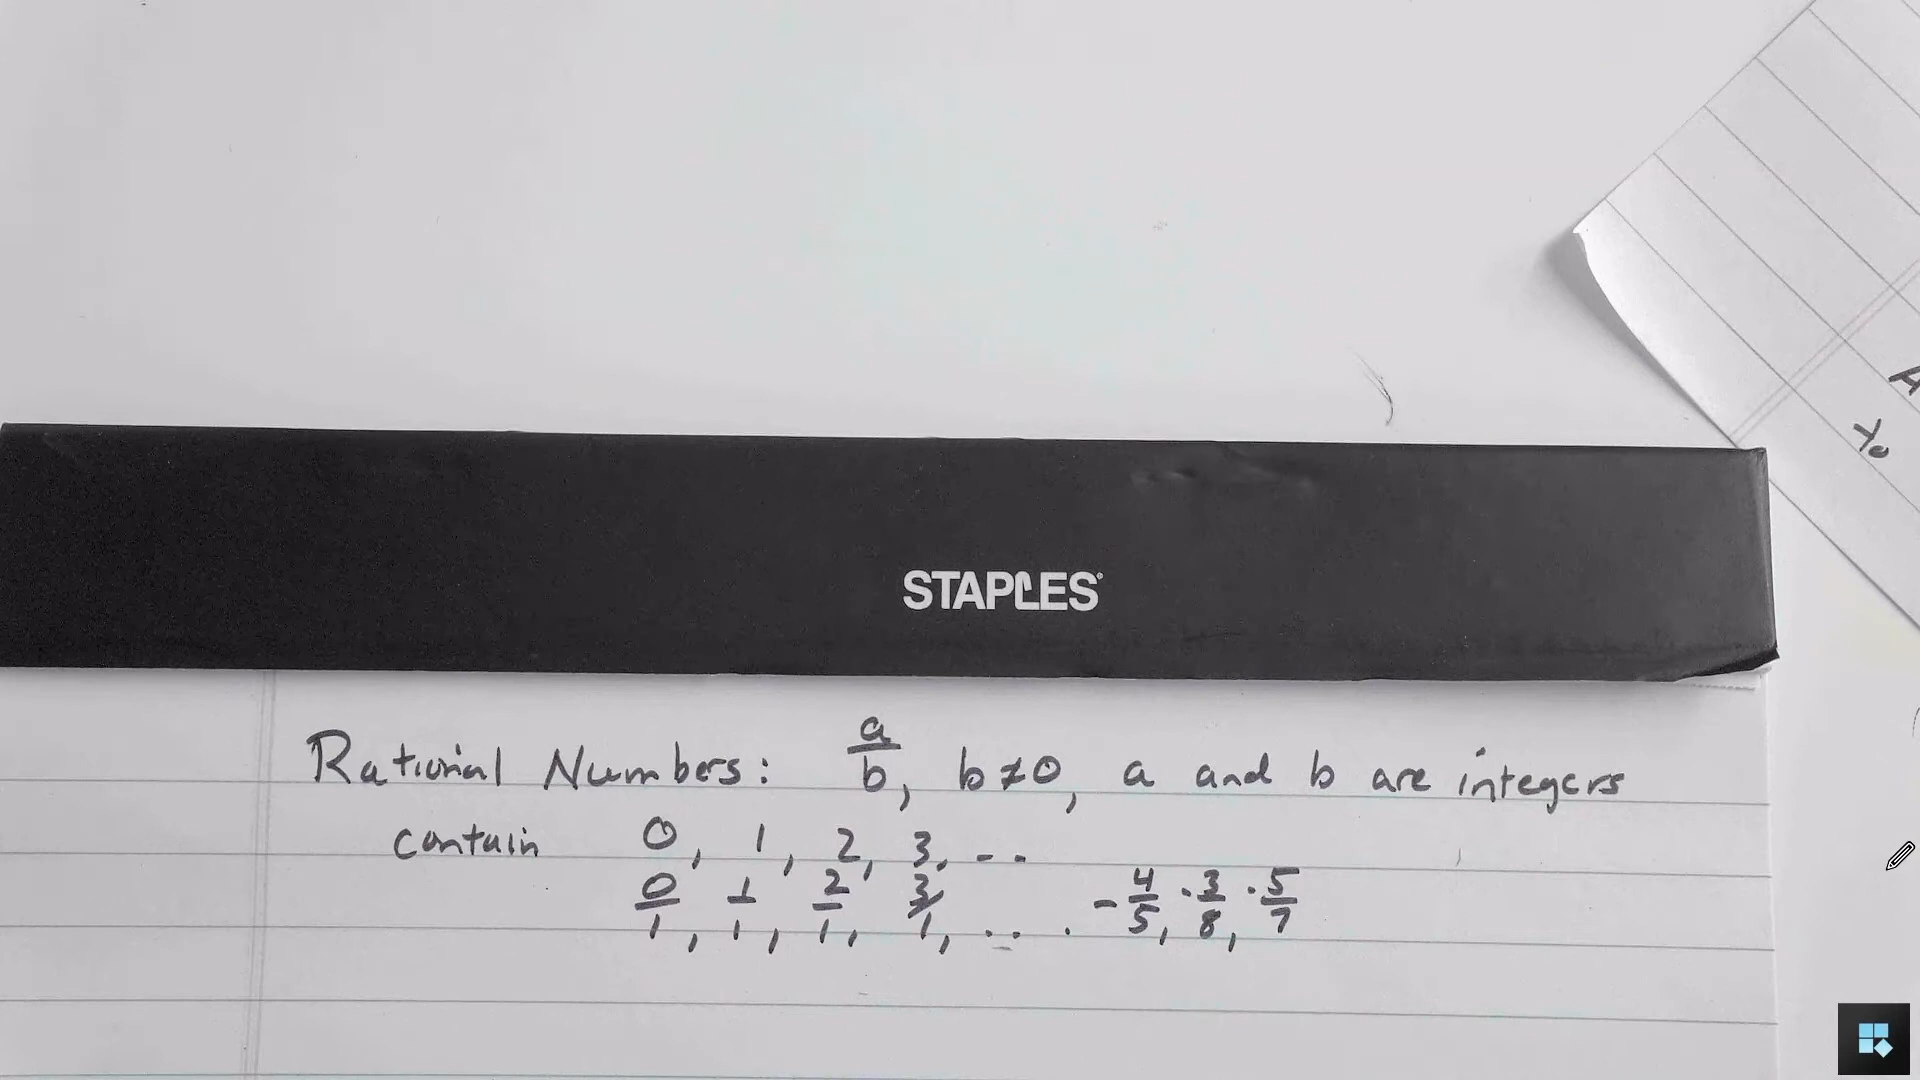 STAPLES
Rational Numbers: a/b, b≠0, a and b are integers
contain 0, 1, 2, 3, ...
0/1, 1/1, 2/1, 3/1, ... -4/5, -3/8, -5/7
A